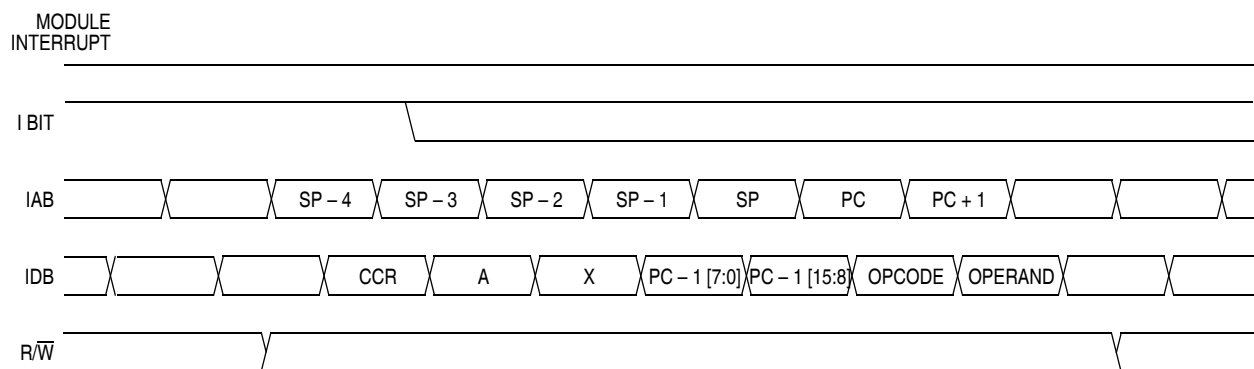 MODULE
INTERRUPT
I BIT
IAB SP – 4 SP – 3 SP – 2 SP – 1 SP PC PC + 1
IDB CCR A X PC – 1 [7:0] PC – 1 [15:8] OPCODE OPERAND
R/W̅